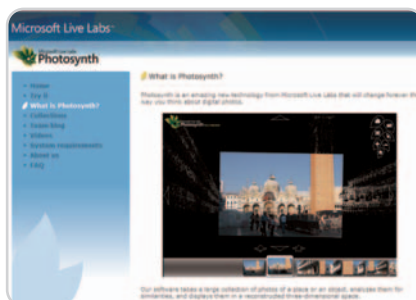 Microsoft Live Labs™
Microsoft Live Labs
Photosynth
Home
Try it
What is Photosynth?
Collections
Team blog
Videos
System requirements
About us
FAQ
What is Photosynth?
Photosynth is an amazing new technology from Microsoft Live Labs that will change forever the
way you think about digital photos.
Our software takes a large collection of photos of a place or an object, analyzes them for
similarities, and displays them in a reconstructed three-dimensional space.